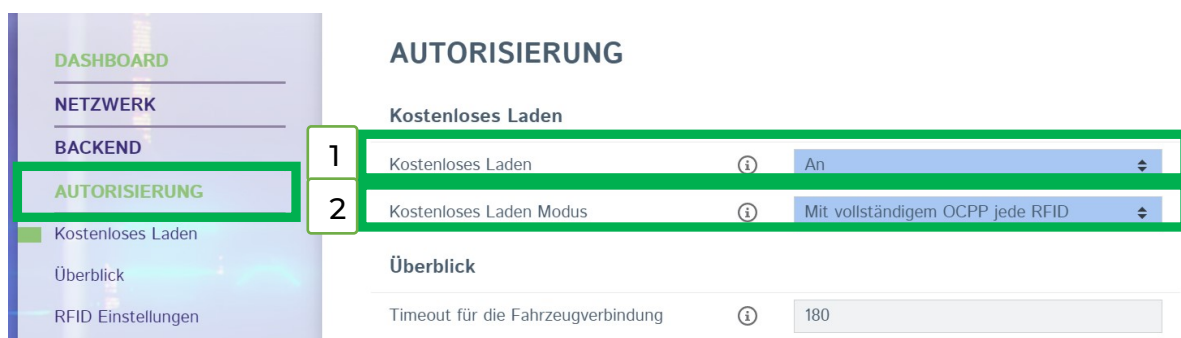 DASHBOARD
NETZWERK
BACKEND
AUTORISIERUNG
Kostenloses Laden
Überblick
RFID Einstellungen
AUTORISIERUNG
Kostenloses Laden
1 Kostenloses Laden i An
2 Kostenloses Laden Modus i Mit vollständigem OCPP jede RFID
Überblick
Timeout für die Fahrzeugverbindung i 180